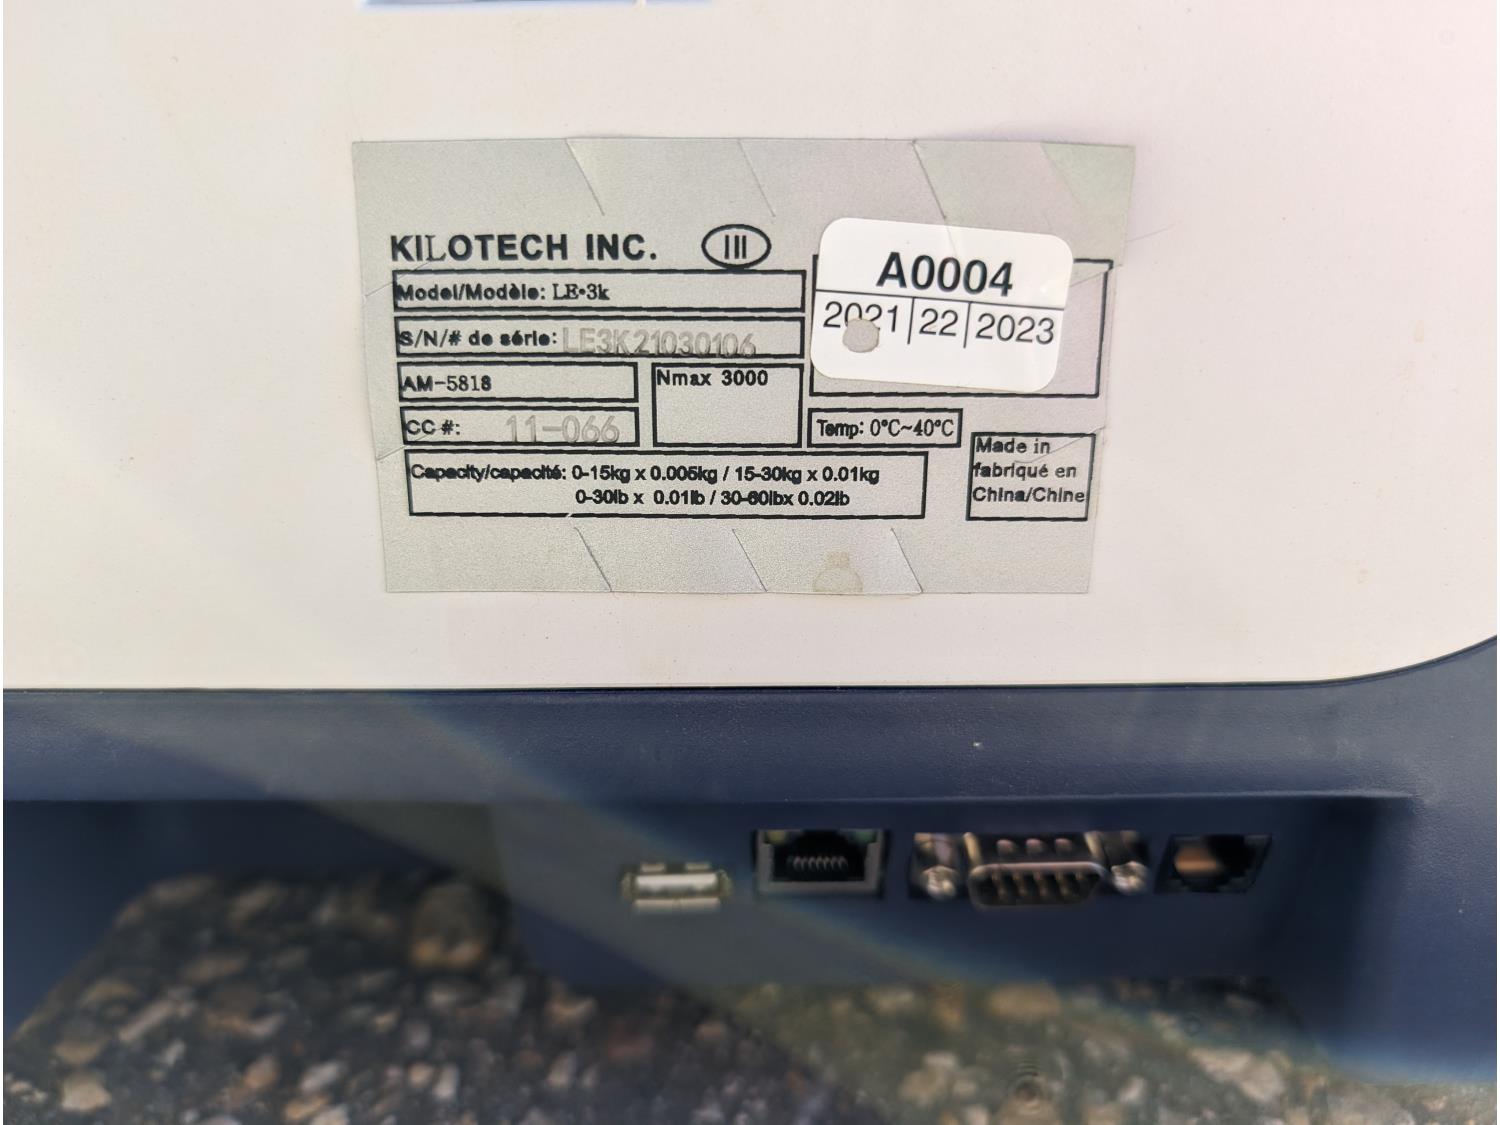 KILOTECH INC. III
Model/Modèle: LE-3k
S/N/# de série: LE3K21030106
AM-5818
Nmax 3000
CC #: 11-066
Temp: 0°C~40°C
Capacity/capacité: 0-15kg x 0.005kg / 15-30kg x 0.01kg
0-30lb x 0.01lb / 30-60lbx 0.02lb
Made in
fabriqué en
China/Chine
A0004
2021 22 2023